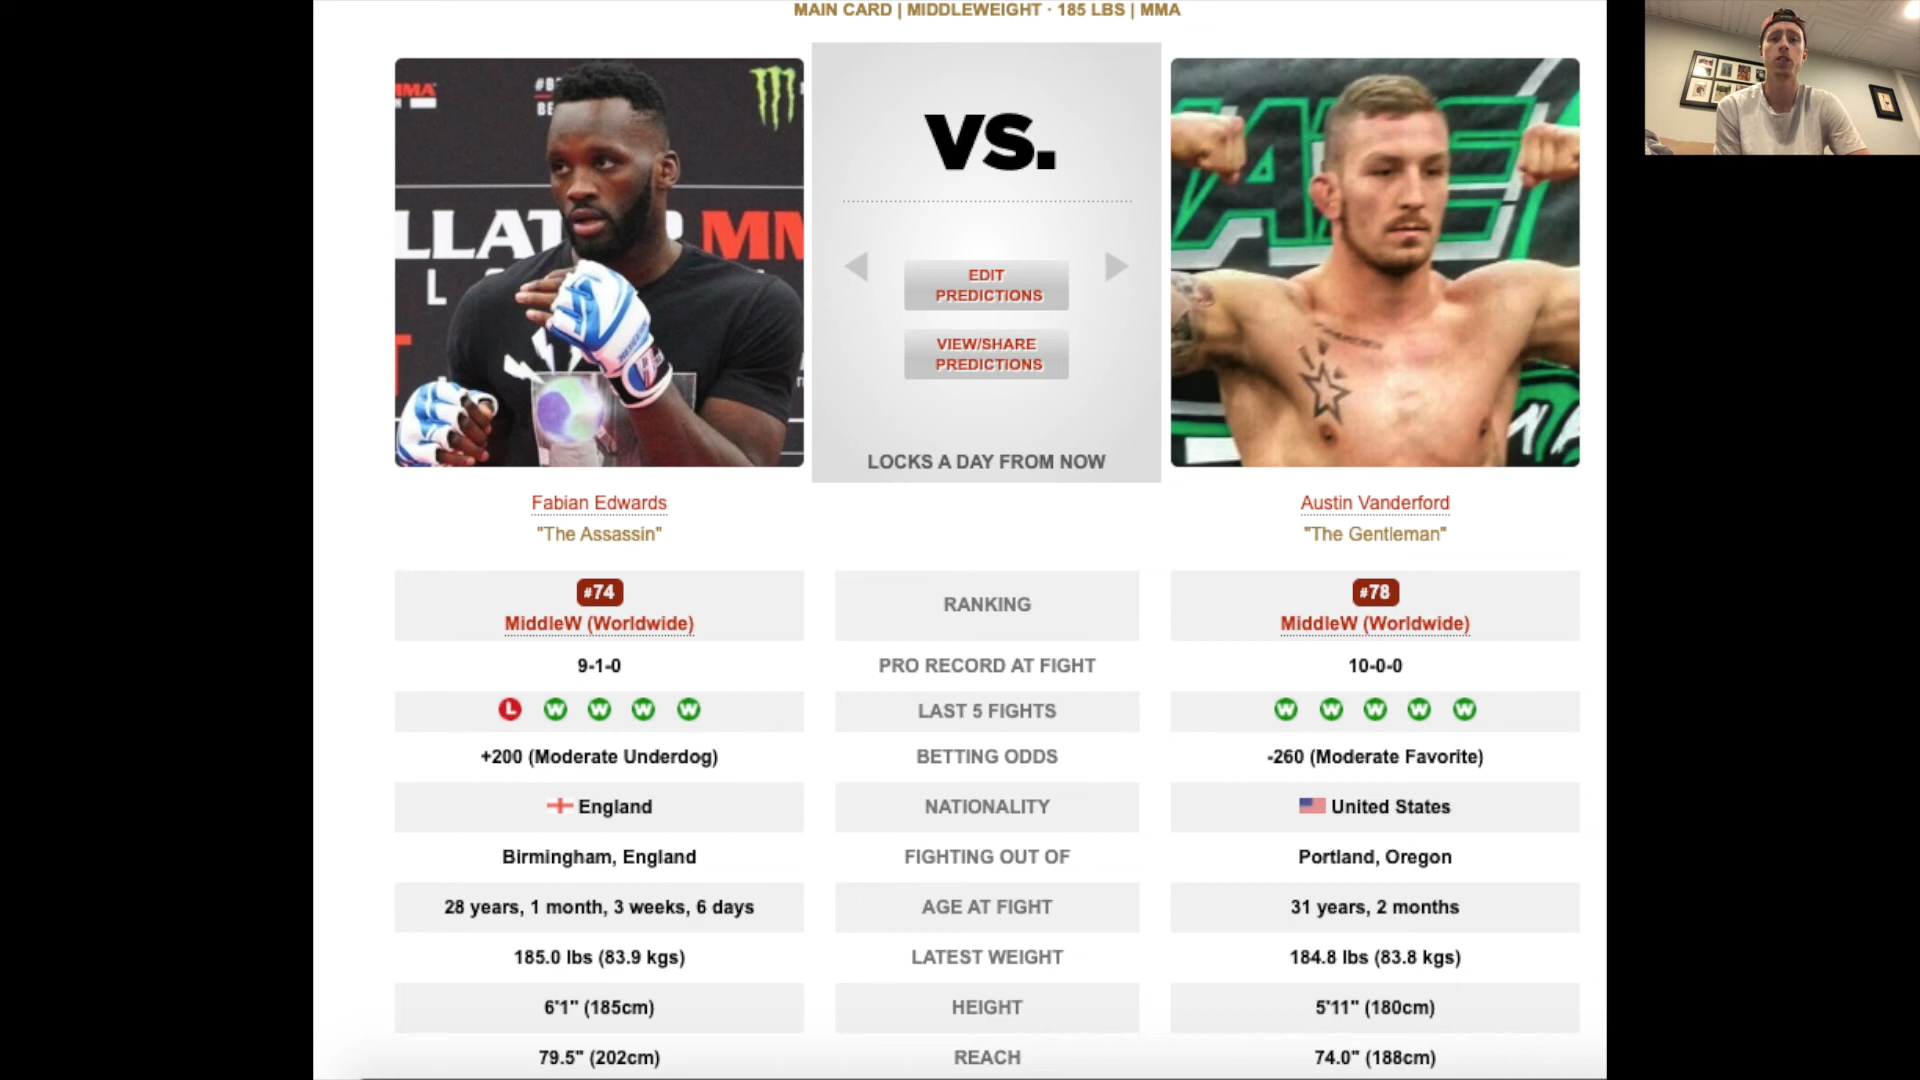 MAIN CARD | MIDDLEWEIGHT · 185 LBS | MMA
VS.
EDIT
PREDICTIONS
VIEW/SHARE
PREDICTIONS
LOCKS A DAY FROM NOW
Fabian Edwards
"The Assassin"
Austin Vanderford
"The Gentleman"
#74
MiddleW (Worldwide)
RANKING
#78
MiddleW (Worldwide)
9-1-0
PRO RECORD AT FIGHT
10-0-0
L W W W W
LAST 5 FIGHTS
W W W W W
+200 (Moderate Underdog)
BETTING ODDS
-260 (Moderate Favorite)
England
NATIONALITY
United States
Birmingham, England
FIGHTING OUT OF
Portland, Oregon
28 years, 1 month, 3 weeks, 6 days
AGE AT FIGHT
31 years, 2 months
185.0 lbs (83.9 kgs)
LATEST WEIGHT
184.8 lbs (83.8 kgs)
6'1" (185cm)
HEIGHT
5'11" (180cm)
79.5" (202cm)
REACH
74.0" (188cm)